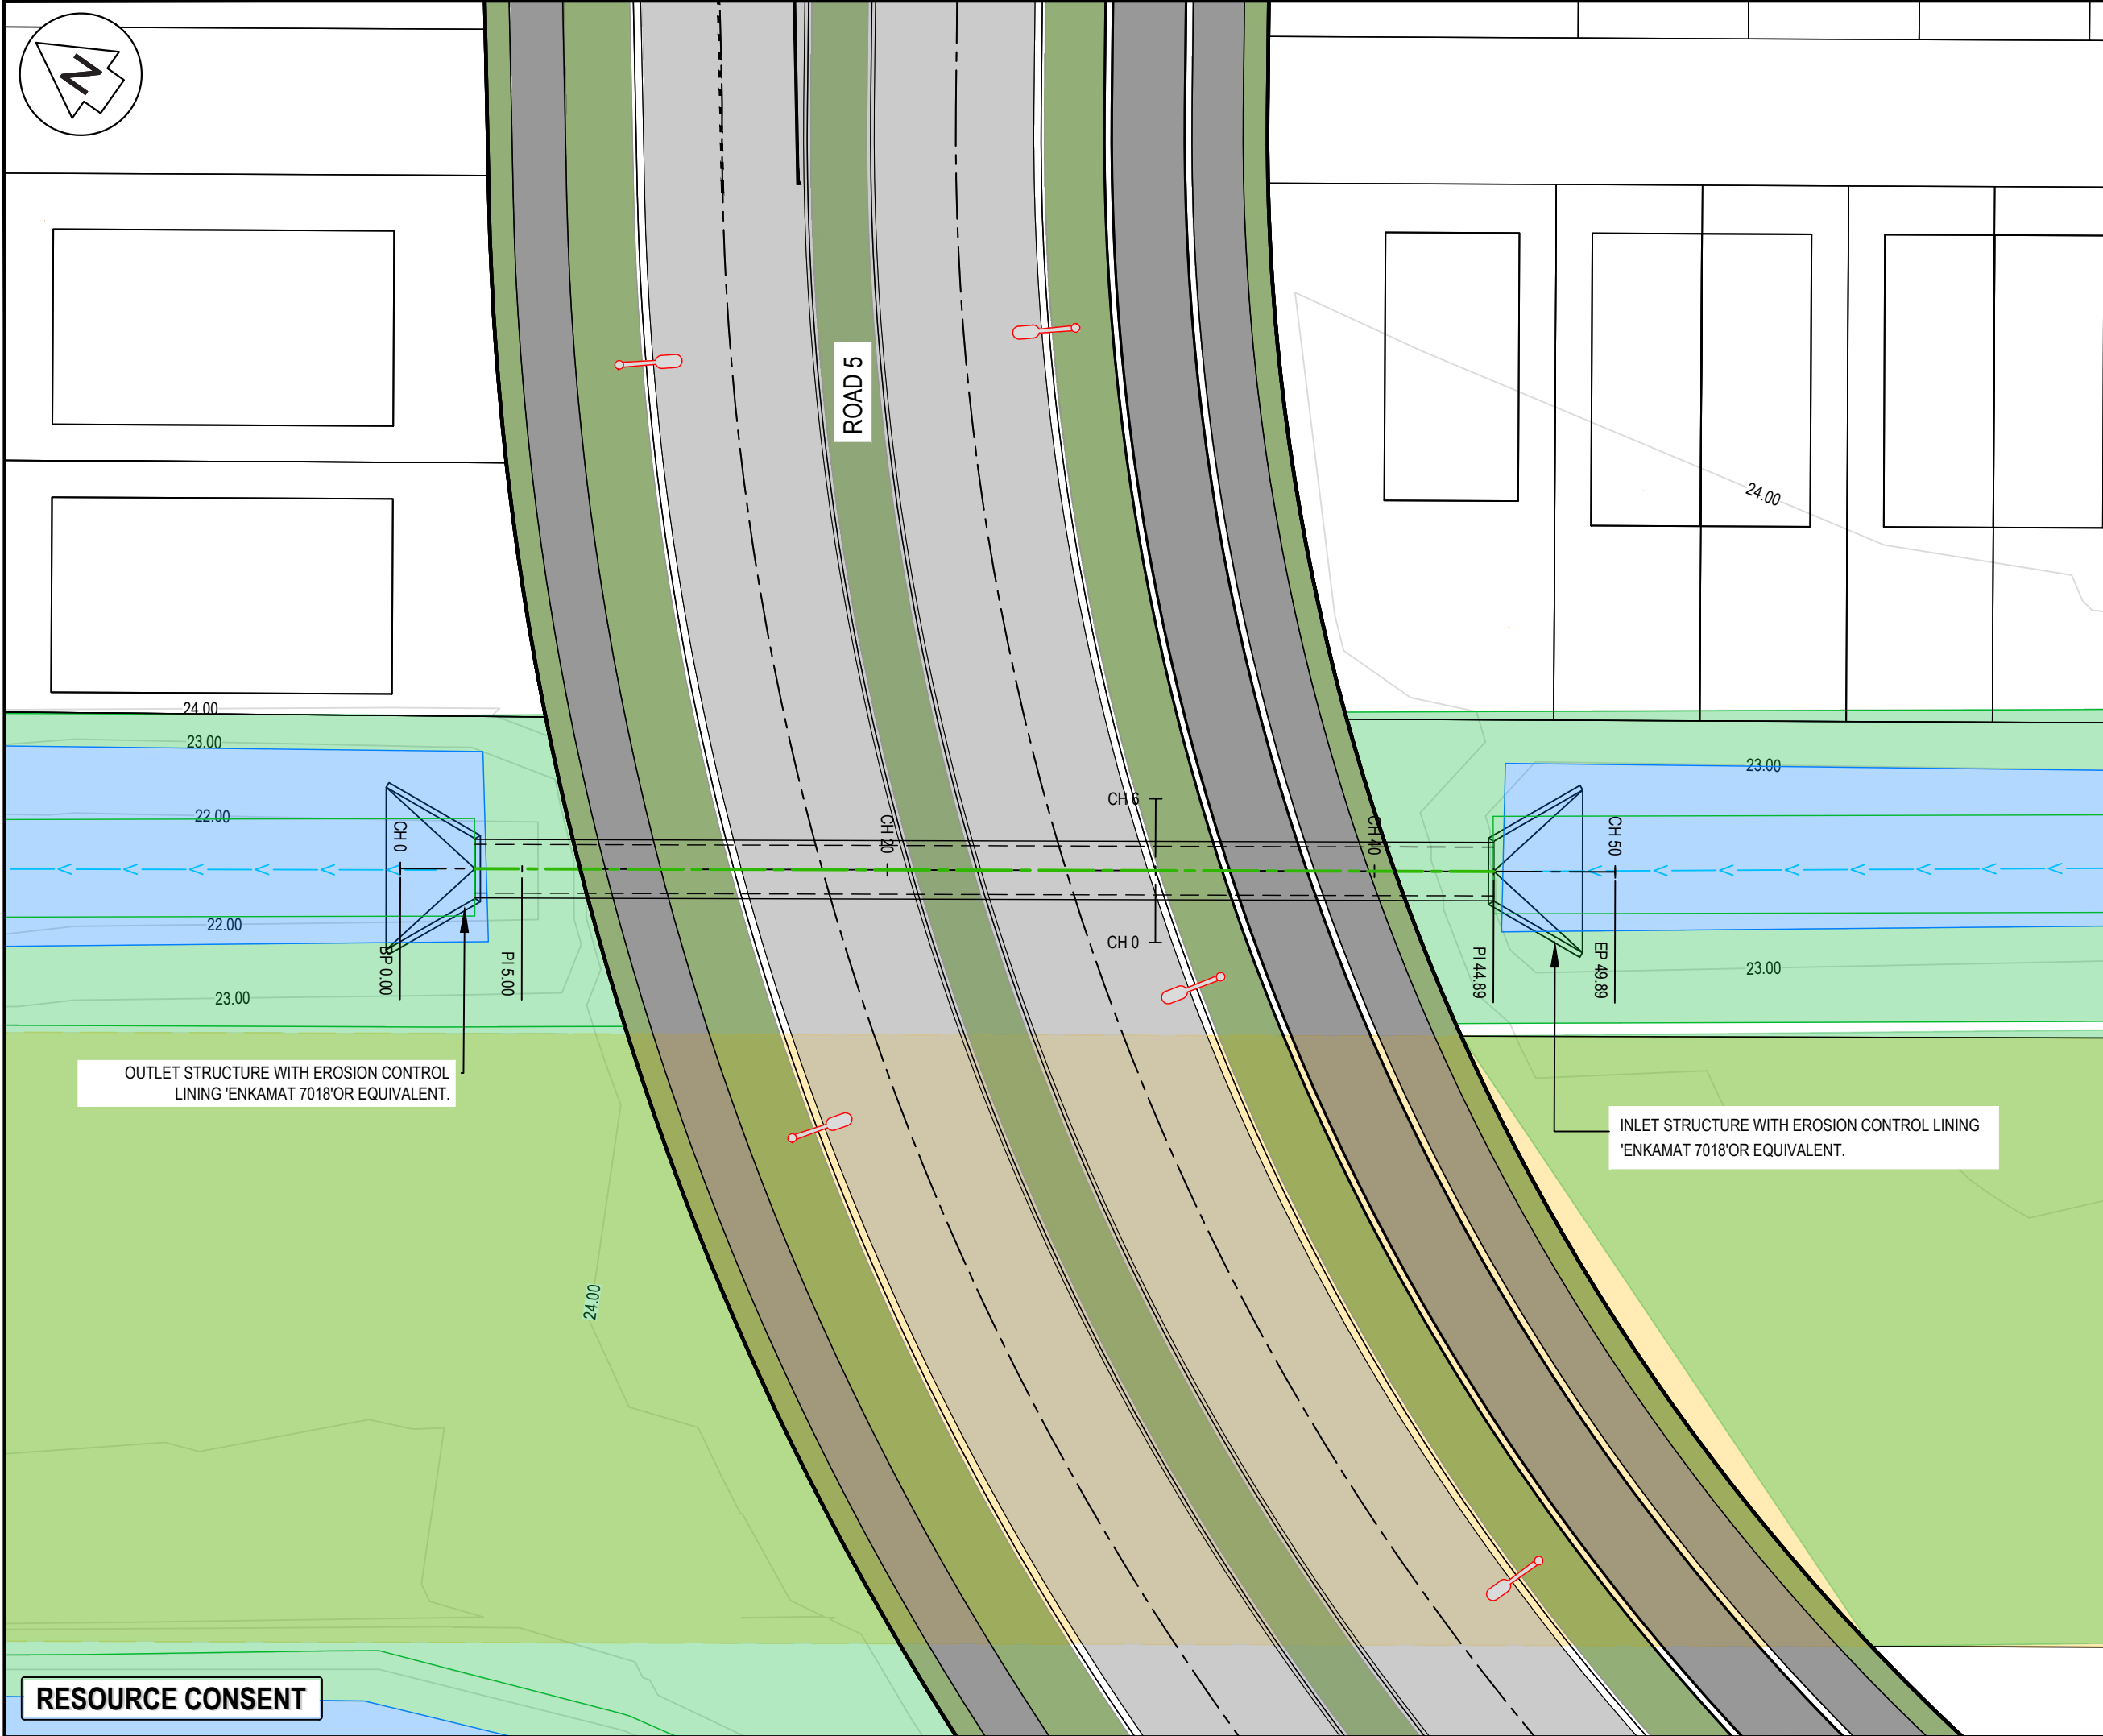 N
ROAD 5
24.00
24.00
23.00
22.00
22.00
23.00
23.00
23.00
CH 0
CH 20
CH 6
CH 0
CH 40
CH 50
BP 0.00
PI 5.00
PI 44.89
EP 49.89
OUTLET STRUCTURE WITH EROSION CONTROL
LINING 'ENKAMAT 7018'OR EQUIVALENT.
INLET STRUCTURE WITH EROSION CONTROL LINING
'ENKAMAT 7018'OR EQUIVALENT.
24.00
RESOURCE CONSENT